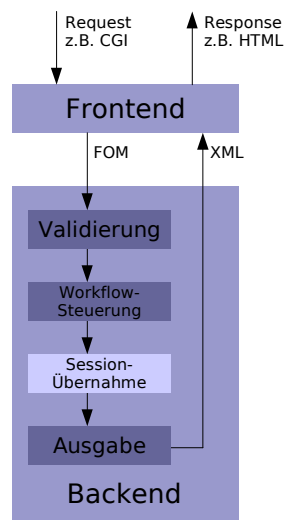 Request
z.B. CGI
Response
z.B. HTML
Frontend
FOM
XML
Validierung
Workflow-
Steuerung
Session-
Übernahme
Ausgabe
Backend